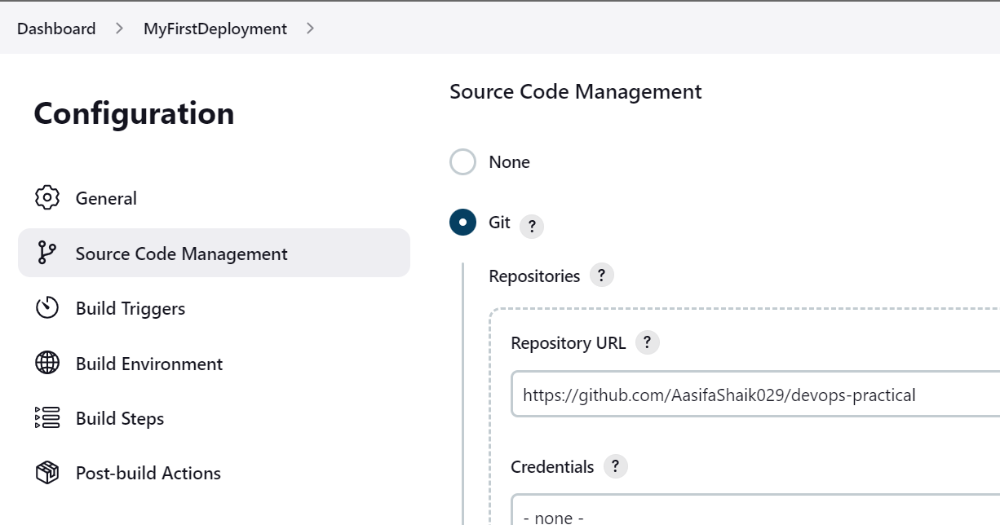 Dashboard > MyFirstDeployment >
Configuration
General
Source Code Management
Build Triggers
Build Environment
Build Steps
Post-build Actions
Source Code Management
None
Git ?
Repositories ?
Repository URL ?
https://github.com/AasifaShaik029/devops-practical
Credentials ?
- none -